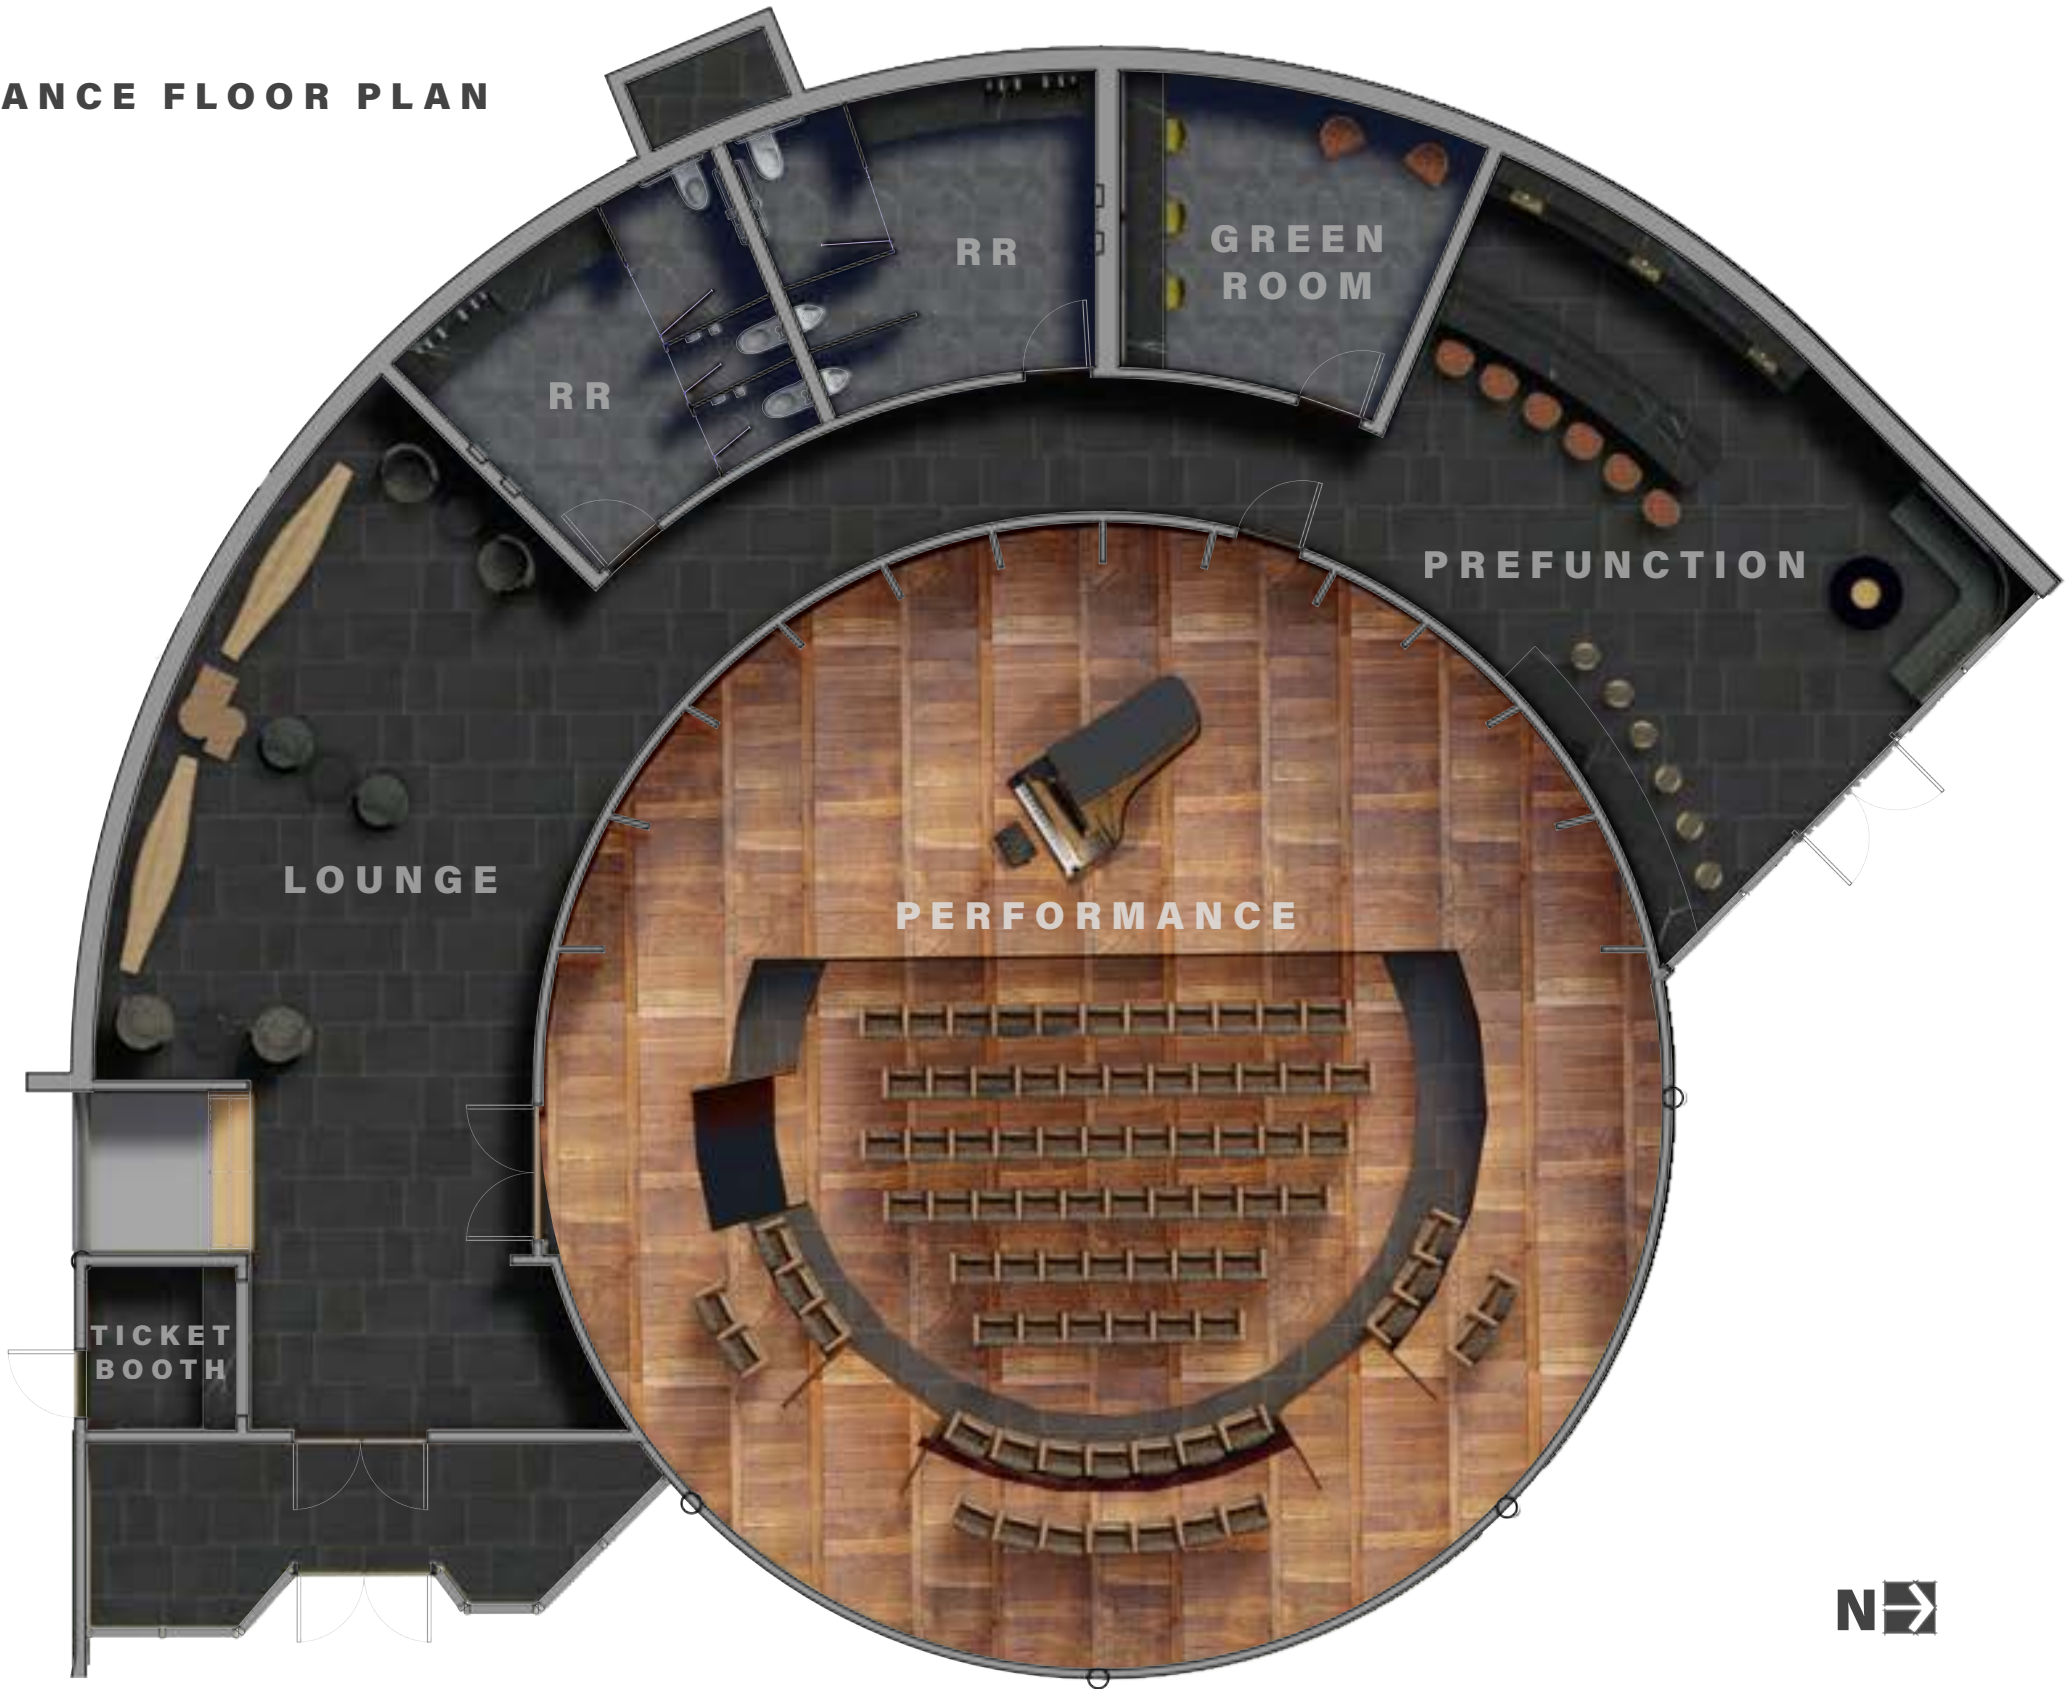 ANCE FLOOR PLAN
RR
GREEN
ROOM
RR
PREFUNCTION
LOUNGE
PERFORMANCE
TICKET
BOOTH
N